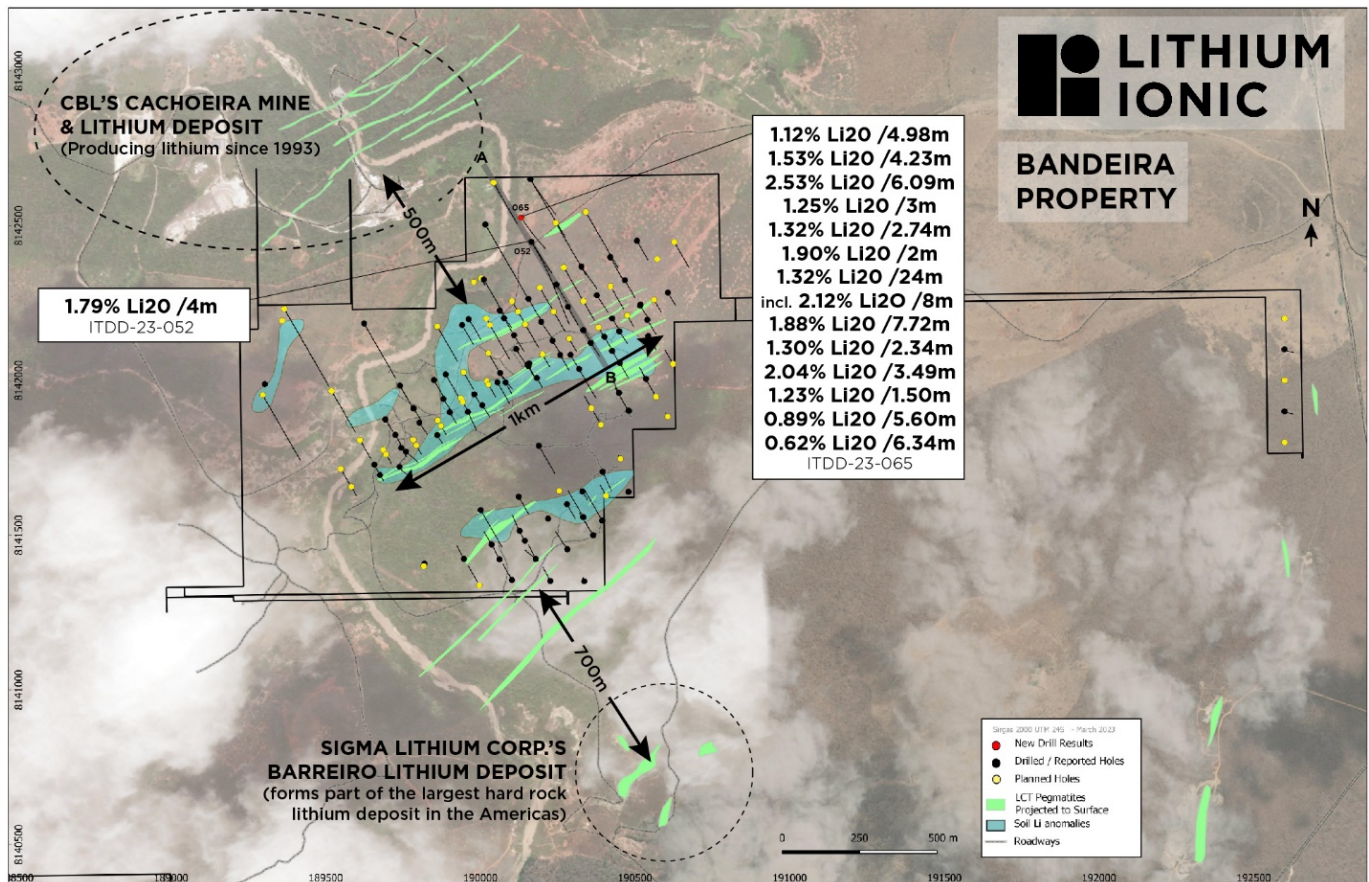 LITHIUM
IONIC
BANDEIRA
PROPERTY
N
CBL'S CACHOEIRA MINE
& LITHIUM DEPOSIT
(Producing lithium since 1993)
1.12% Li2O /4.98m
1.53% Li2O /4.23m
2.53% Li2O /6.09m
1.25% Li2O /3m
1.32% Li2O /2.74m
1.90% Li2O /2m
1.32% Li2O /24m
incl. 2.12% Li2O /8m
1.88% Li2O /7.72m
1.30% Li2O /2.34m
2.04% Li2O /3.49m
1.23% Li2O /1.50m
0.89% Li2O /5.60m
0.62% Li2O /6.34m
ITDD-23-065
1.79% Li2O /4m
ITDD-23-052
A
065
052
500m
B
1km
700m
SIGMA LITHIUM CORP.'S
BARREIRO LITHIUM DEPOSIT
(forms part of the largest hard rock
lithium deposit in the Americas)
Sirgas 2000 UTM 24S - March 2023
New Drill Results
Drilled / Reported Holes
Planned Holes
LCT Pegmatites
Projected to Surface
Soil Li anomalies
Roadways
0 250 500 m
8143000
8142500
8142000
8141500
8141000
8140500
88500 189000 189500 190000 190500 191000 191500 192000 192500